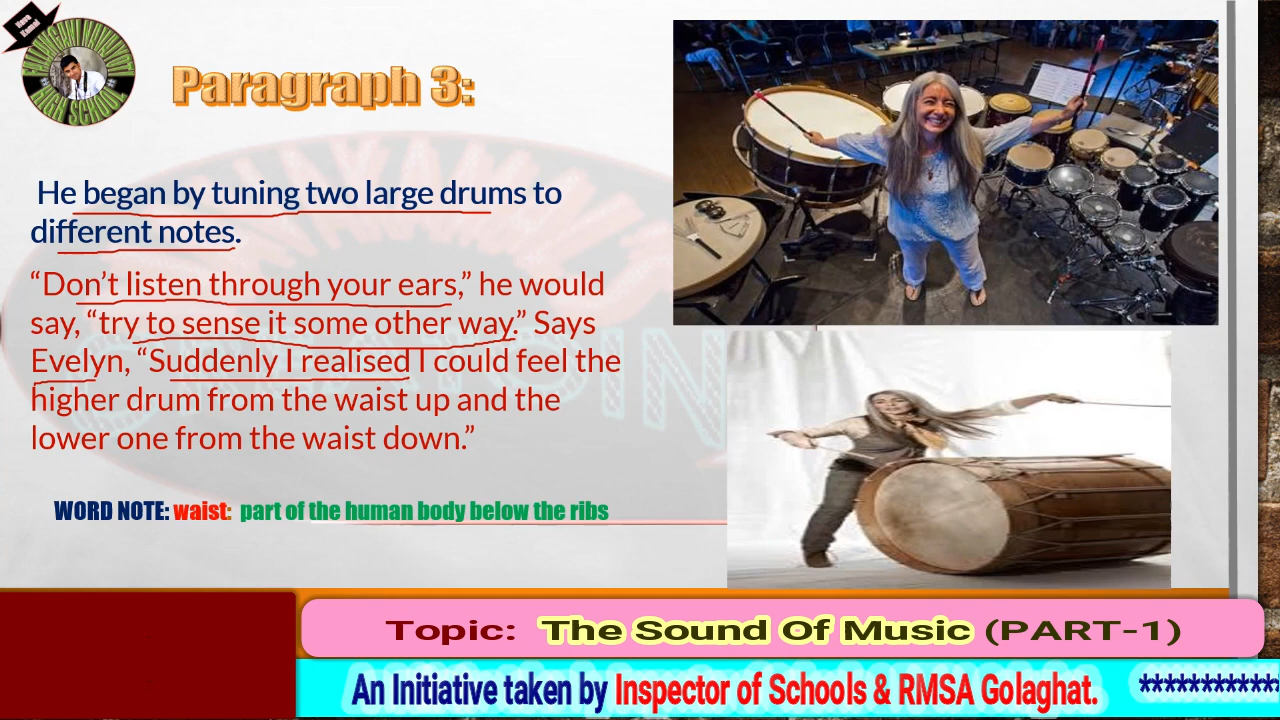 Paragraph 3:
He began by tuning two large drums to
different notes.
“Don’t listen through your ears,” he would
say, “try to sense it some other way.” Says
Evelyn, “Suddenly I realised I could feel the
higher drum from the waist up and the
lower one from the waist down.”
WORD NOTE: waist: part of the human body below the ribs
Topic: The Sound Of Music (PART-1)
An Initiative taken by Inspector of Schools & RMSA Golaghat. ***********